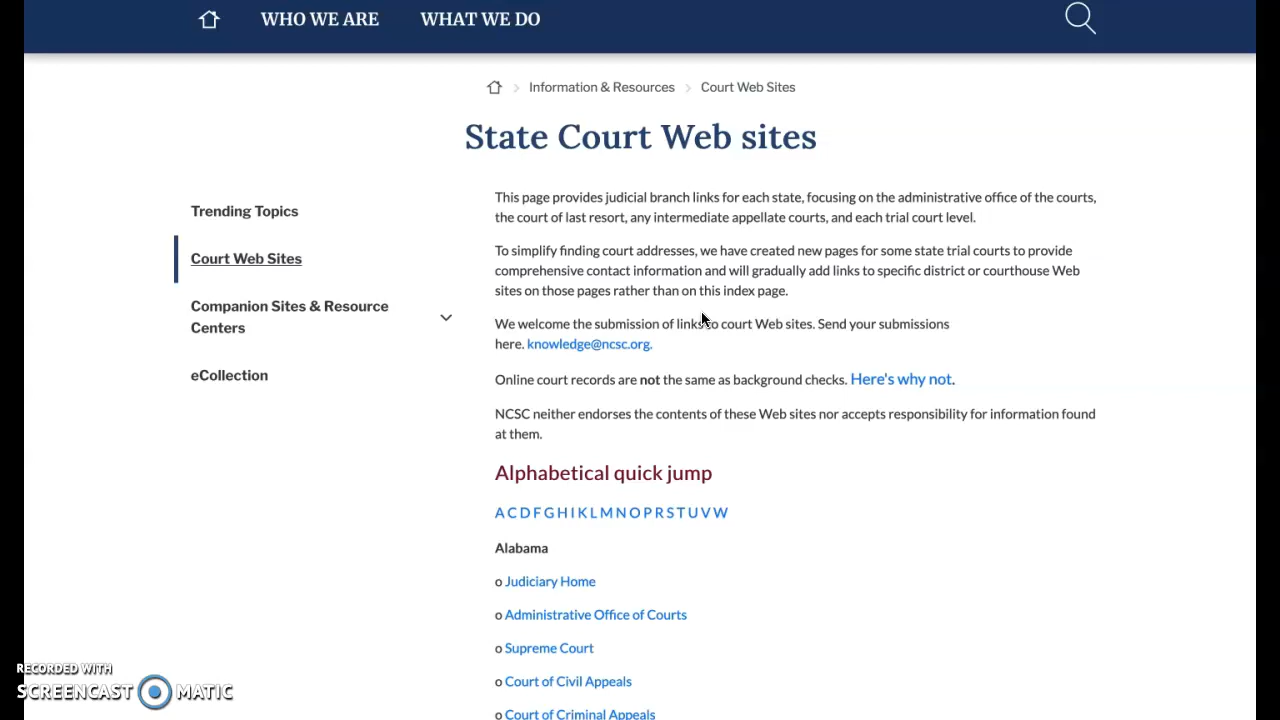 WHO WE ARE WHAT WE DO
Information & Resources Court Web Sites
State Court Web sites
Trending Topics
Court Web Sites
Companion Sites & Resource
Centers
eCollection
This page provides judicial branch links for each state, focusing on the administrative office of the courts,
the court of last resort, any intermediate appellate courts, and each trial court level.
To simplify finding court addresses, we have created new pages for some state trial courts to provide
comprehensive contact information and will gradually add links to specific district or courthouse Web
sites on those pages rather than on this index page.
We welcome the submission of links to court Web sites. Send your submissions
here. knowledge@ncsc.org.
Online court records are not the same as background checks. Here's why not.
NCSC neither endorses the contents of these Web sites nor accepts responsibility for information found
at them.
Alphabetical quick jump
A C D F G H I K L M N O P R S T U V W
Alabama
o Judiciary Home
o Administrative Office of Courts
o Supreme Court
o Court of Civil Appeals
o Court of Criminal Appeals
RECORDED WITH
SCREENCAST MATIC